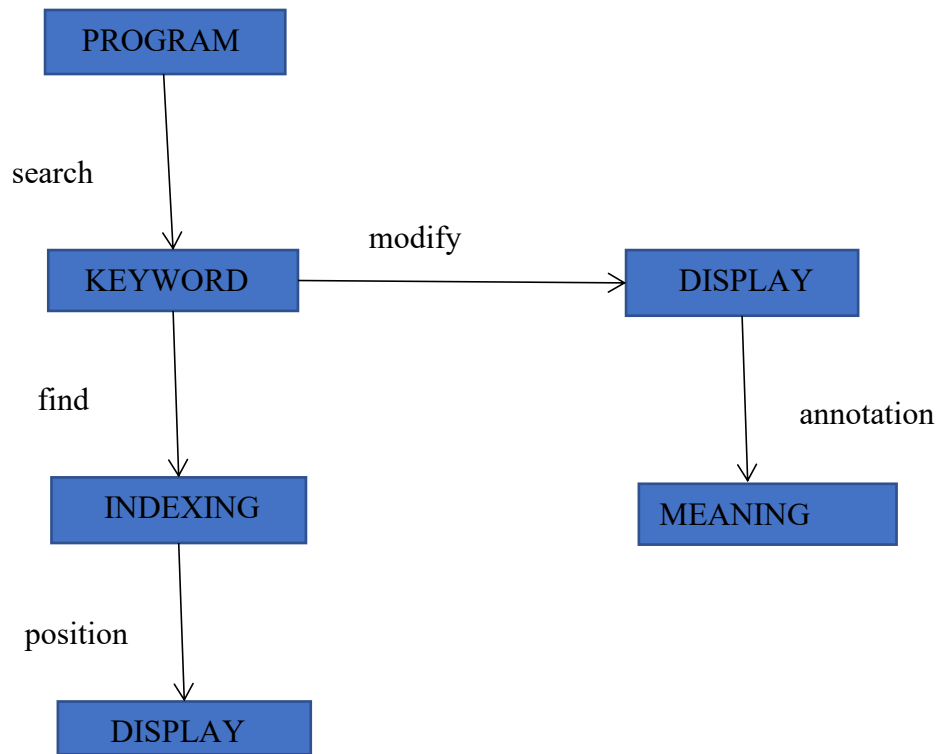 PROGRAM
search
modify
KEYWORD
DISPLAY
find
annotation
INDEXING
MEANING
position
DISPLAY